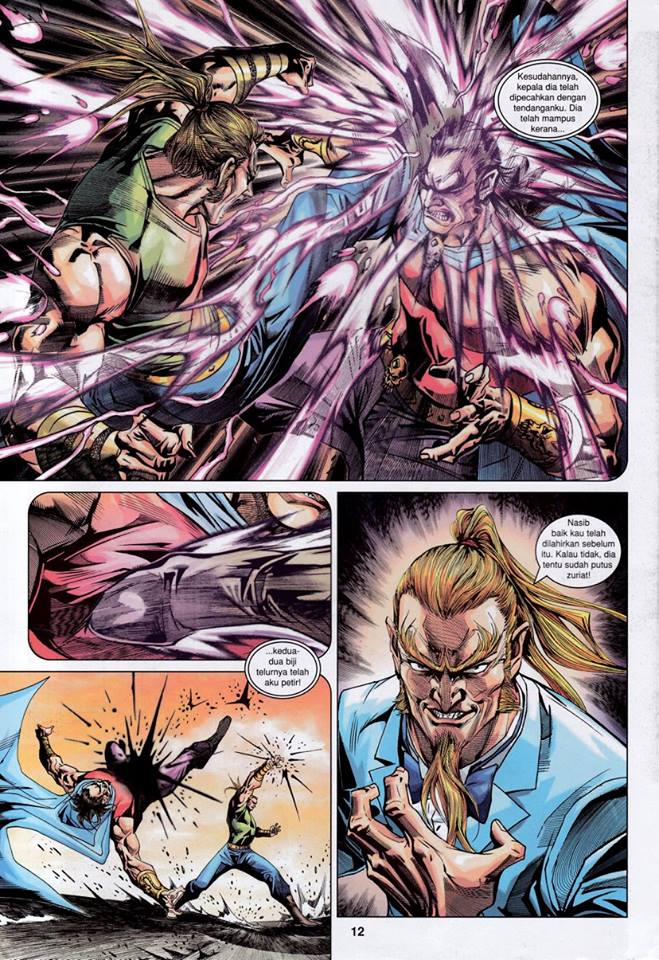 Kesudahannya,
kepala dia telah
dipecahkan dengan
tendanganku. Dia
telah mampus
kerana...
...kedua-
dua biji
telurnya telah
aku petir!
Nasib
baik kau telah
dilahirkan sebelum
itu. Kalau tidak, dia
tentu sudah putus
zuriat!
12